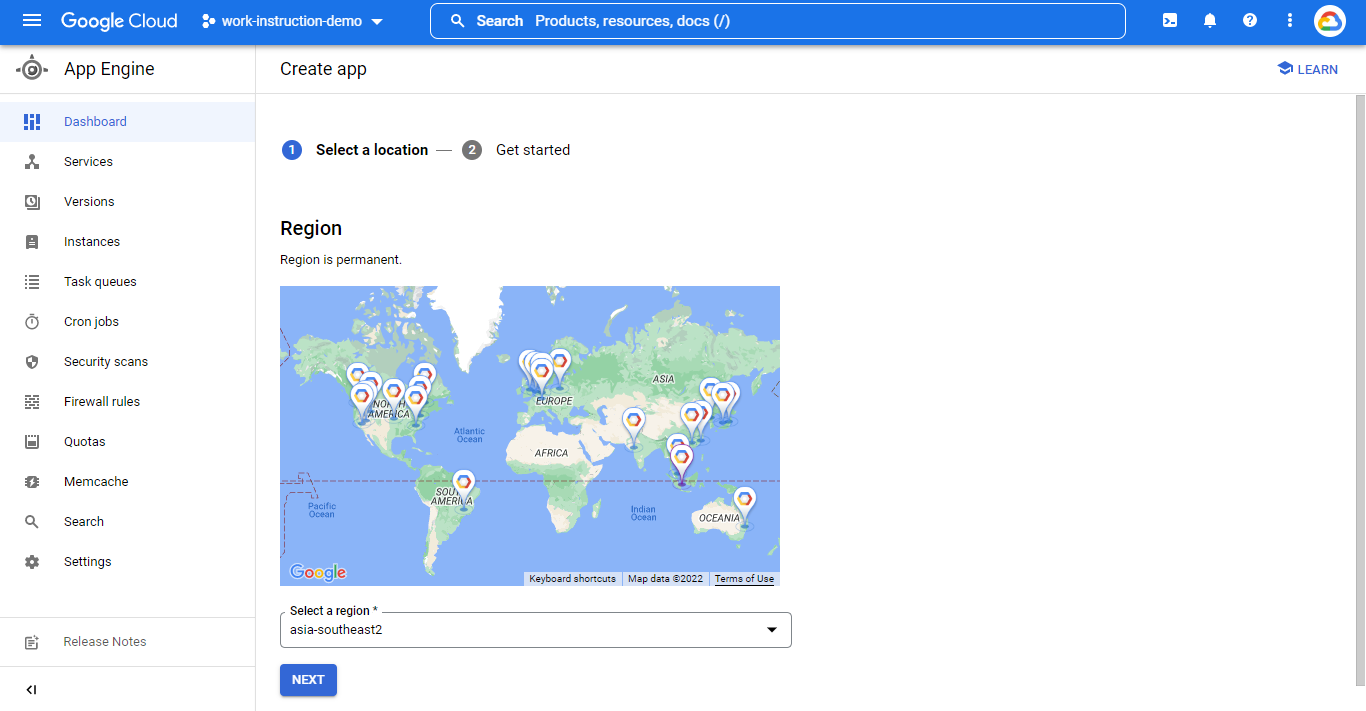 Google Cloud
work-instruction-demo
Search Products, resources, docs (/)
App Engine
Create app
LEARN
Dashboard
Services
Versions
Instances
Task queues
Cron jobs
Security scans
Firewall rules
Quotas
Memcache
Search
Settings
Release Notes
1 Select a location — 2 Get started
Region
Region is permanent.
NORTH
AMERICA
EUROPE
ASIA
Atlantic
Ocean
AFRICA
SOUTH
AMERICA
Pacific
Ocean
Indian
Ocean
OCEANIA
Google
Keyboard shortcuts
Map data ©2022
Terms of Use
Select a region *
asia-southeast2
NEXT